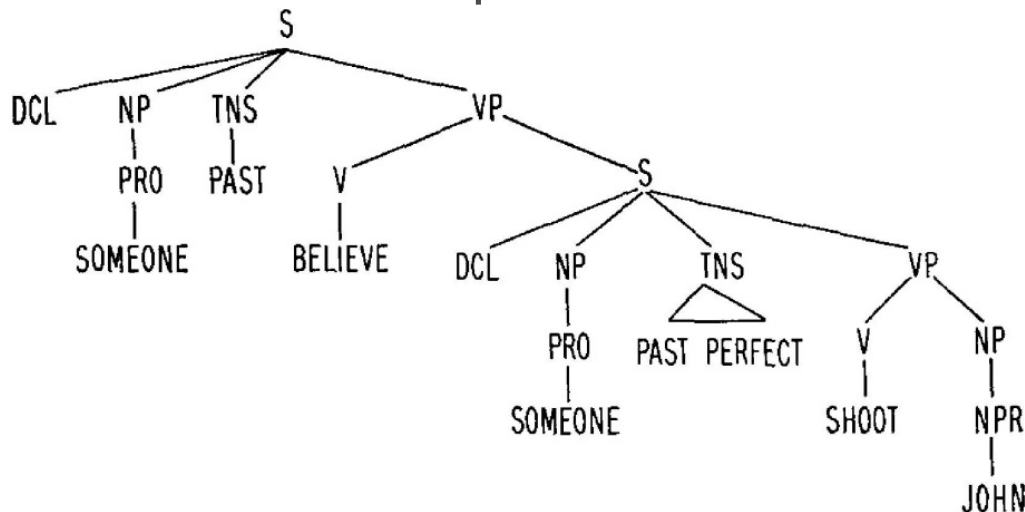 S
DCL NP TNS VP
PRO PAST V S
SOMEONE BELIEVE DCL NP TNS VP
PRO PAST PERFECT V NP
SOMEONE SHOOT NPR
JOHN